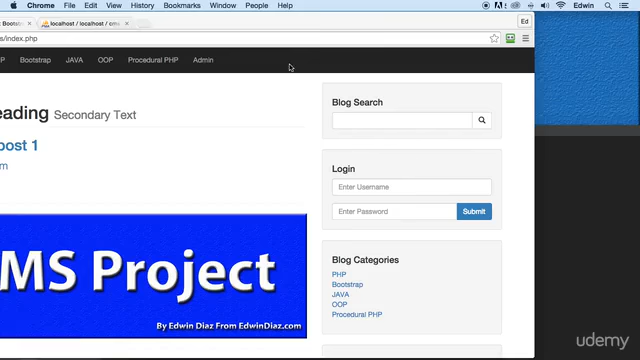 Chrome File Edit View History Bookmarks Window People Help Edwin
Bootstr
localhost / localhost / cms
Ed
s/index.php
P Bootstrap JAVA OOP Procedural PHP Admin
eading Secondary Text
post 1
m
MS Project
By Edwin Diaz From EdwinDiaz.com
Blog Search
Login
Enter Username
Enter Password
Submit
Blog Categories
PHP
Bootstrap
JAVA
OOP
Procedural PHP
udemy